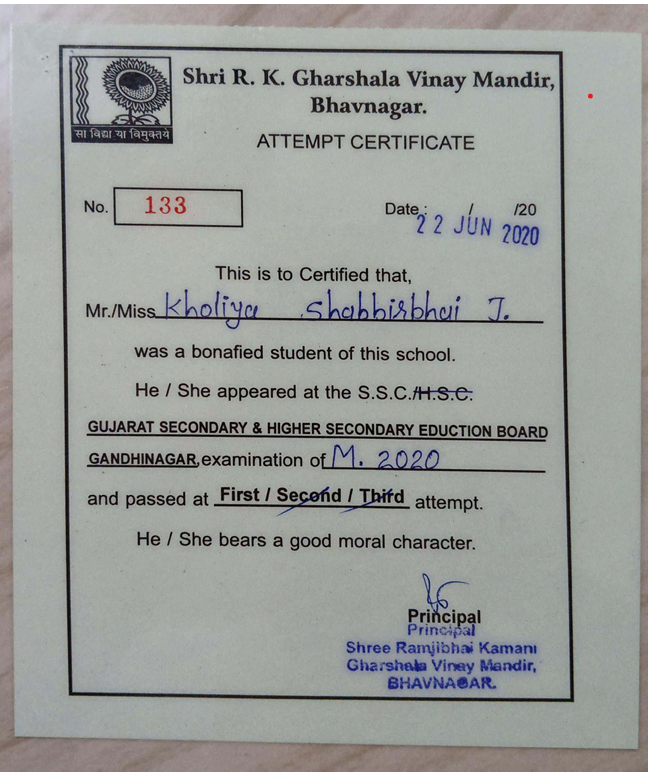 सा विद्या या विमुक्तये
Shri R. K. Gharshala Vinay Mandir,
Bhavnagar.
ATTEMPT CERTIFICATE
No. 133
Date : / /20
22 JUN 2020
This is to Certified that,
Mr./Miss Kholiya Shabbirbhai J.
was a bonafied student of this school.
He / She appeared at the S.S.C./H.S.C.
GUJARAT SECONDARY & HIGHER SECONDARY EDUCTION BOARD
GANDHINAGAR, examination of M. 2020
and passed at First / Second / Third attempt.
He / She bears a good moral character.
Principal
Principal
Shree Ramjibhai Kamani
Gharshala Vinay Mandir,
BHAVNAGAR.